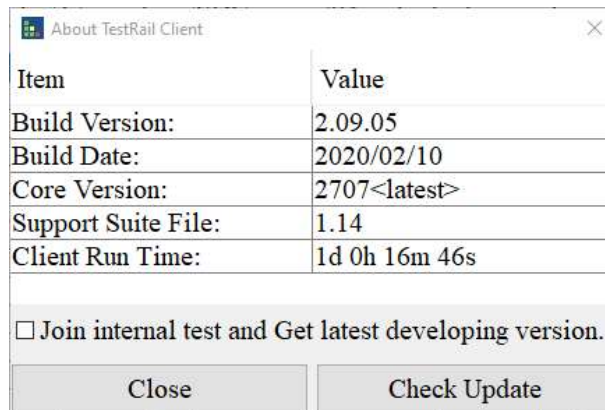 About TestRail Client
Item Value
Build Version: 2.09.05
Build Date: 2020/02/10
Core Version: 2707<latest>
Support Suite File: 1.14
Client Run Time: 1d 0h 16m 46s
Join internal test and Get latest developing version.
Close Check Update